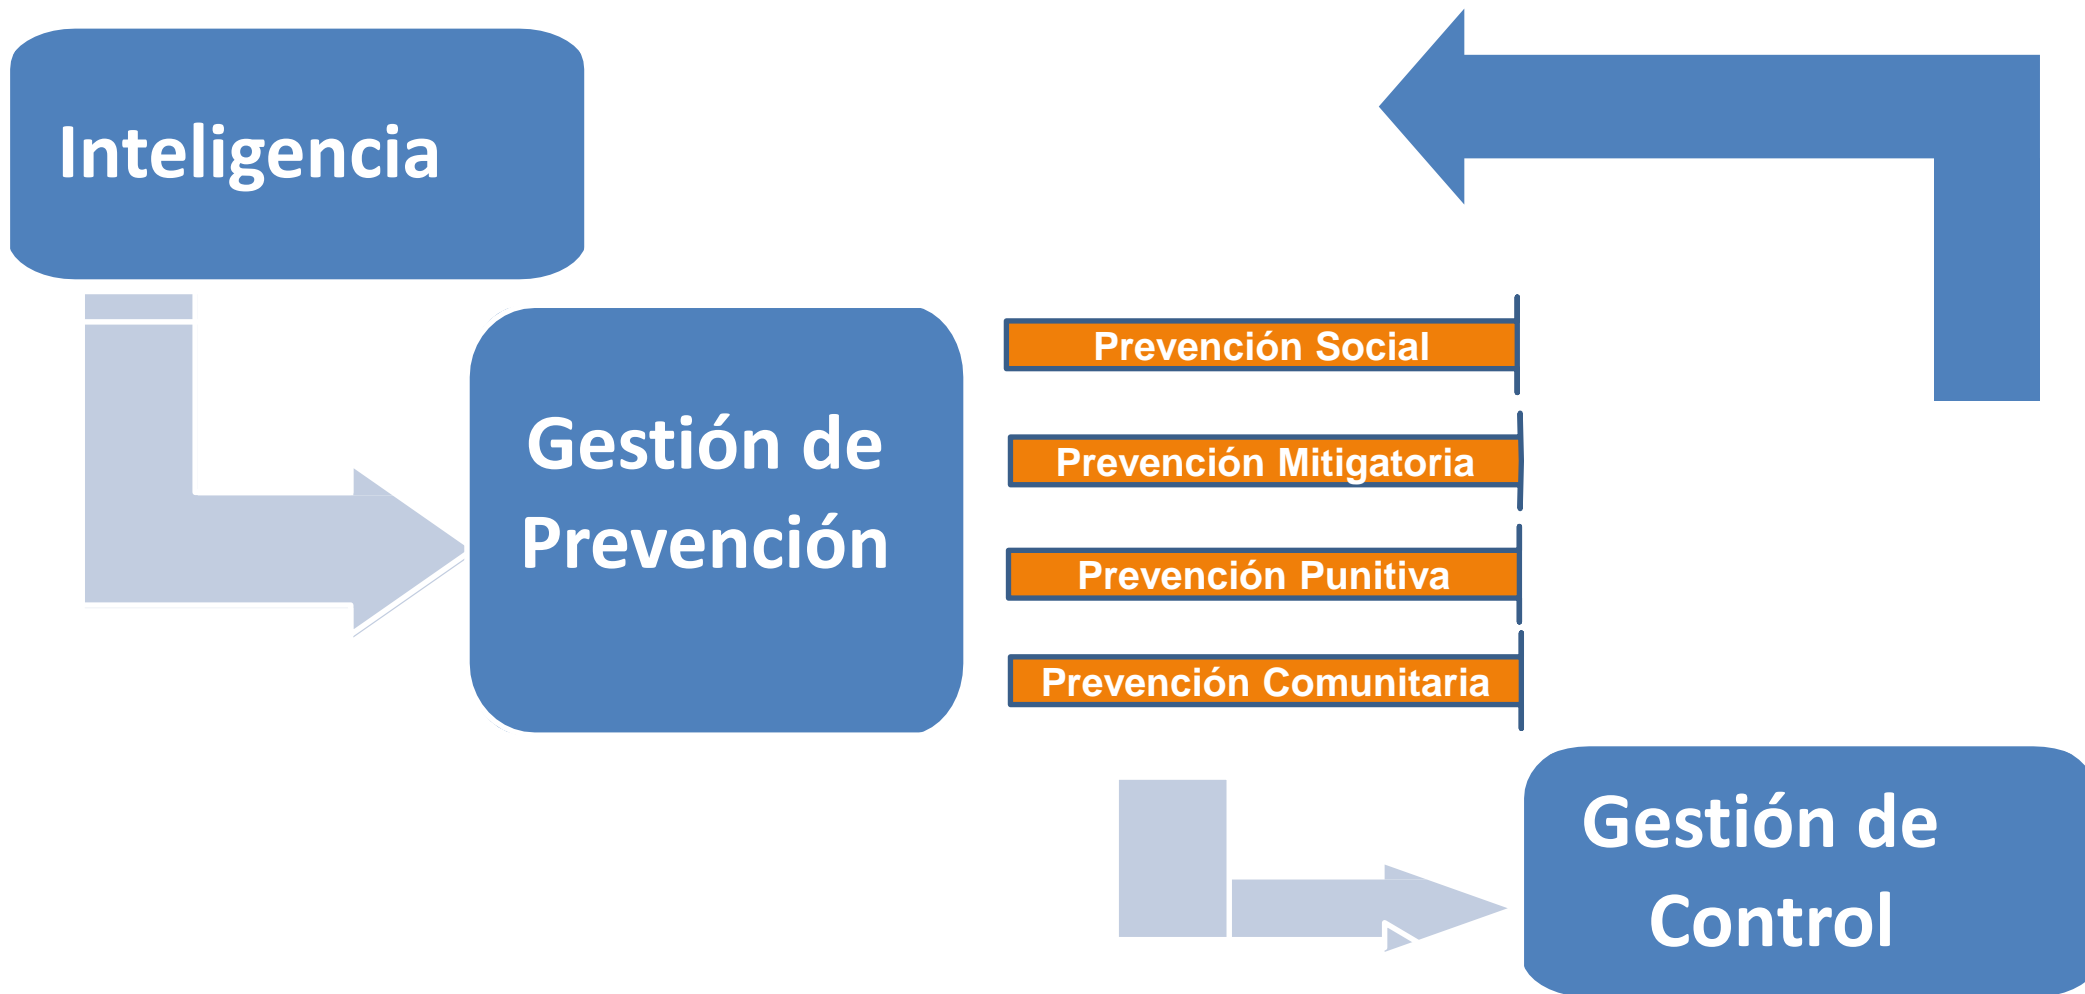 Inteligencia
Gestión de
Prevención
Prevención Social
Prevención Mitigatoria
Prevención Punitiva
Prevención Comunitaria
Gestión de
Control